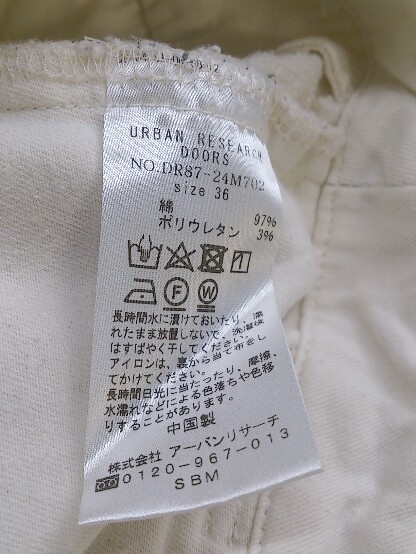 URBAN RESEARCH
DOORS
NO.DR87-24M702
size 36
綿 97%
ポリウレタン 3%
F W
長時間水に漬けておいたり、濡
れたまま放置しないで、洗濯後
はすばやく干してください。
アイロンは、裏から当て布をし
てかけてください。
長時間日光に当たったり、摩擦、
水濡れなどによる色落ちや色移
りすることがあります。
中国製
株式会社 アーバンリサーチ
0120-967-013
SBM